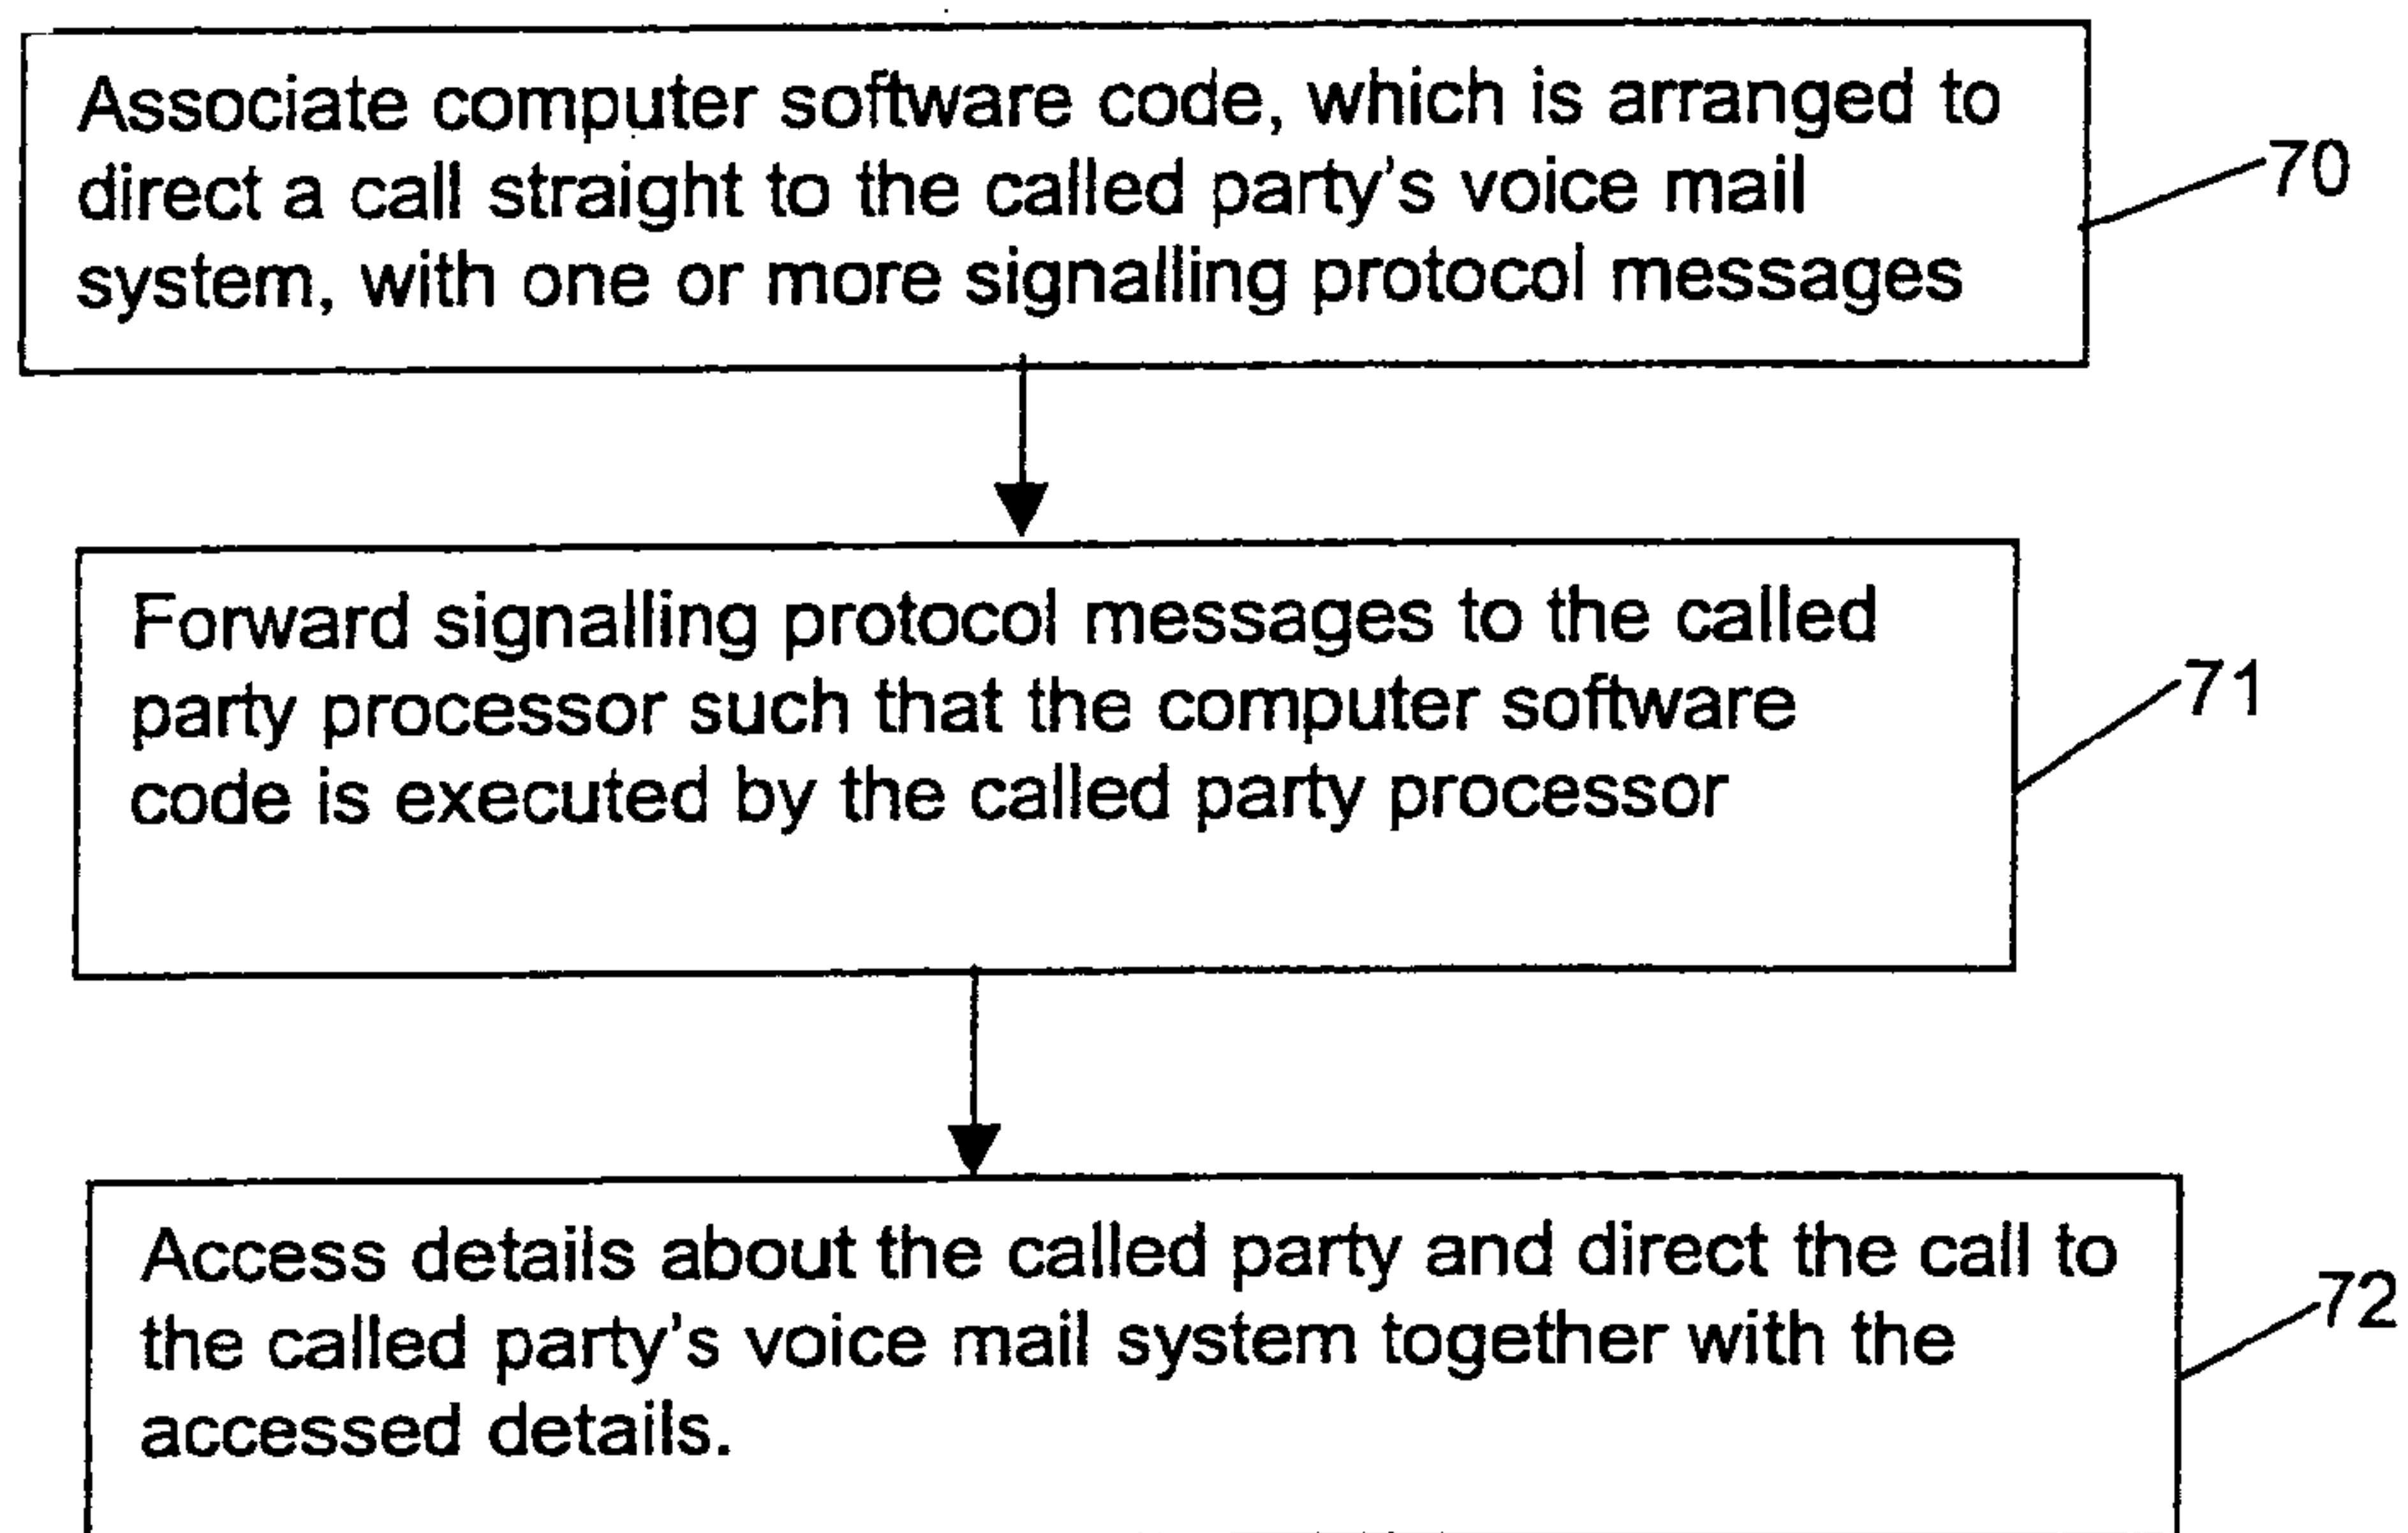 Associate computer software code, which is arranged to
direct a call straight to the called party's voice mail
system, with one or more signalling protocol messages
70
Forward signalling protocol messages to the called
party processor such that the computer software
code is executed by the called party processor
71
Access details about the called party and direct the call to
the called party's voice mail system together with the
accessed details.
72